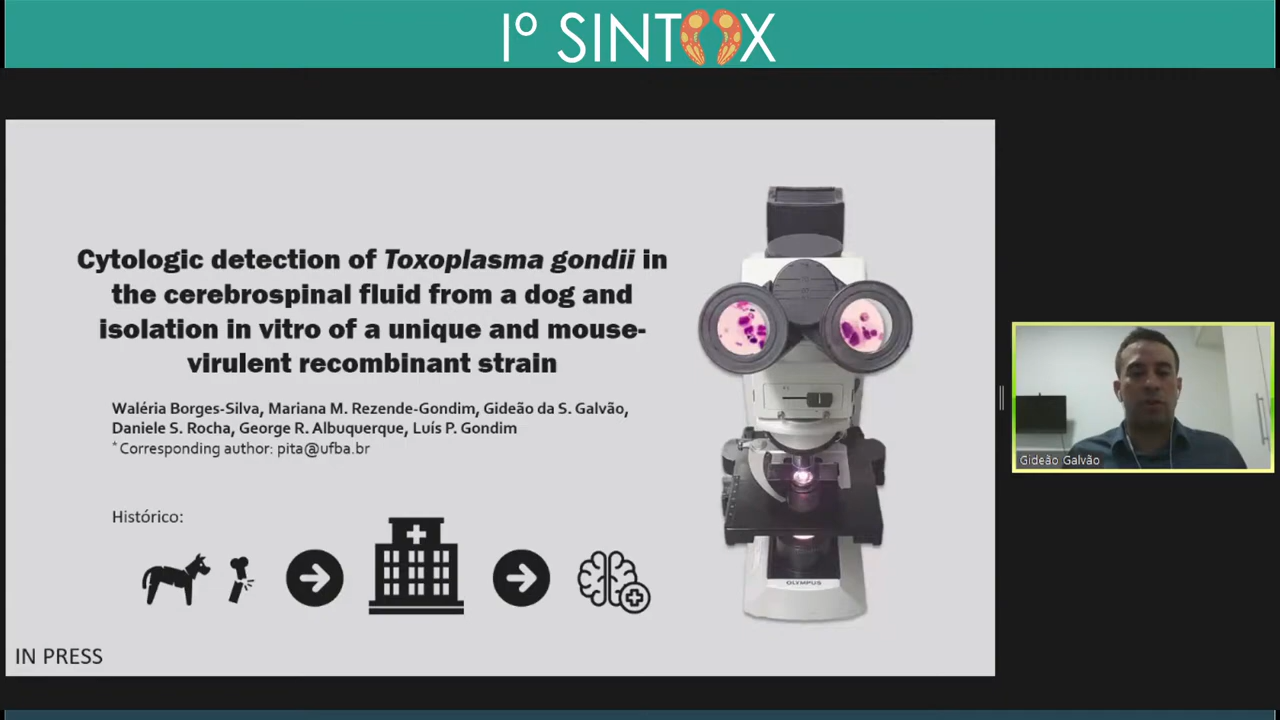 I° SINTOX
Cytologic detection of Toxoplasma gondii in
the cerebrospinal fluid from a dog and
isolation in vitro of a unique and mouse-
virulent recombinant strain
Waléria Borges-Silva, Mariana M. Rezende-Gondim, Gideão da S. Galvão,
Daniele S. Rocha, George R. Albuquerque, Luís P. Gondim
* Corresponding author: pita@ufba.br
Histórico:
IN PRESS
OLYMPUS
Gideão Galvão